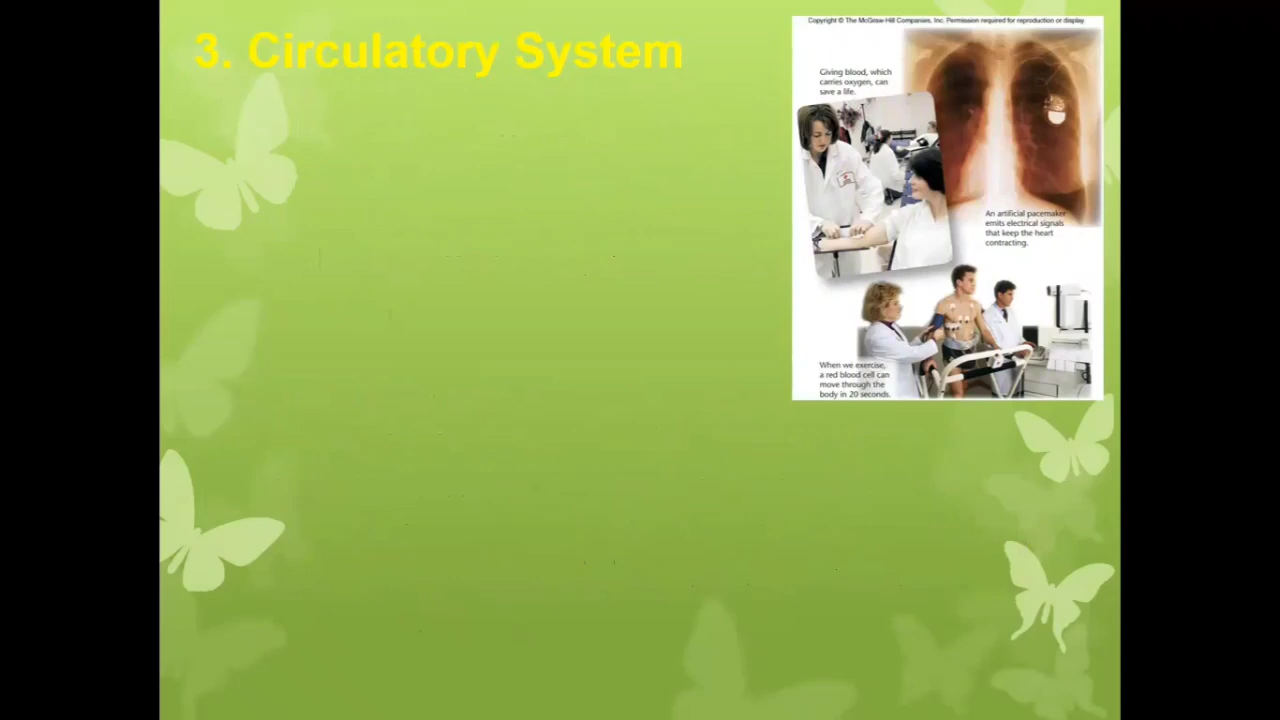 3. Circulatory System
Copyright © The McGraw-Hill Companies, Inc. Permission required for reproduction or display.
Giving blood, which
carries oxygen, can
save a life.
An artificial pacemaker
emits electrical signals
that keep the heart
contracting.
When we exercise,
a red blood cell can
move through the
body in 20 seconds.